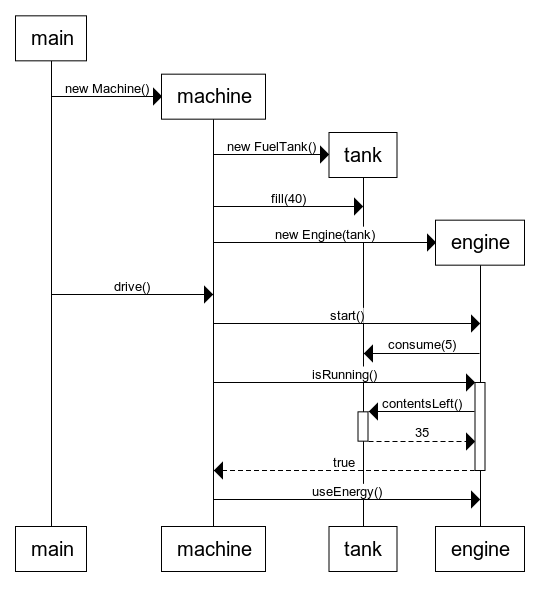 main
new Machine()
machine
new FuelTank()
tank
fill(40)
new Engine(tank)
engine
drive()
start()
consume(5)
isRunning()
contentsLeft()
35
true
useEnergy()
main machine tank engine